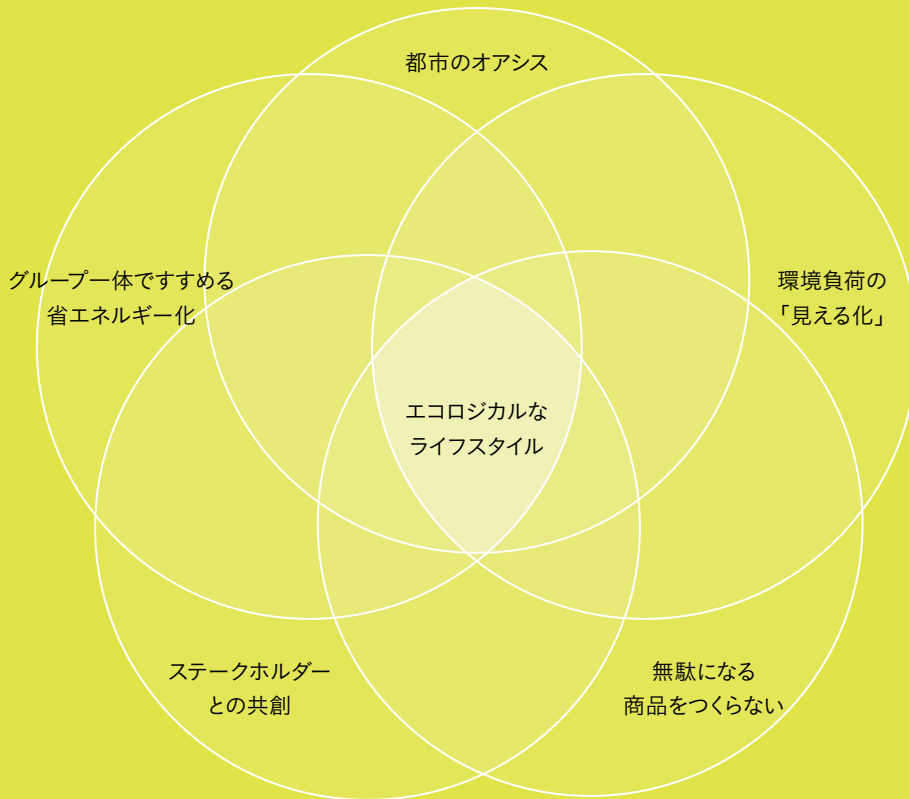 都市のオアシス
グループ一体ですすめる
省エネルギー化
環境負荷の
「見える化」
エコロジカルな
ライフスタイル
ステークホルダー
との共創
無駄になる
商品をつくらない